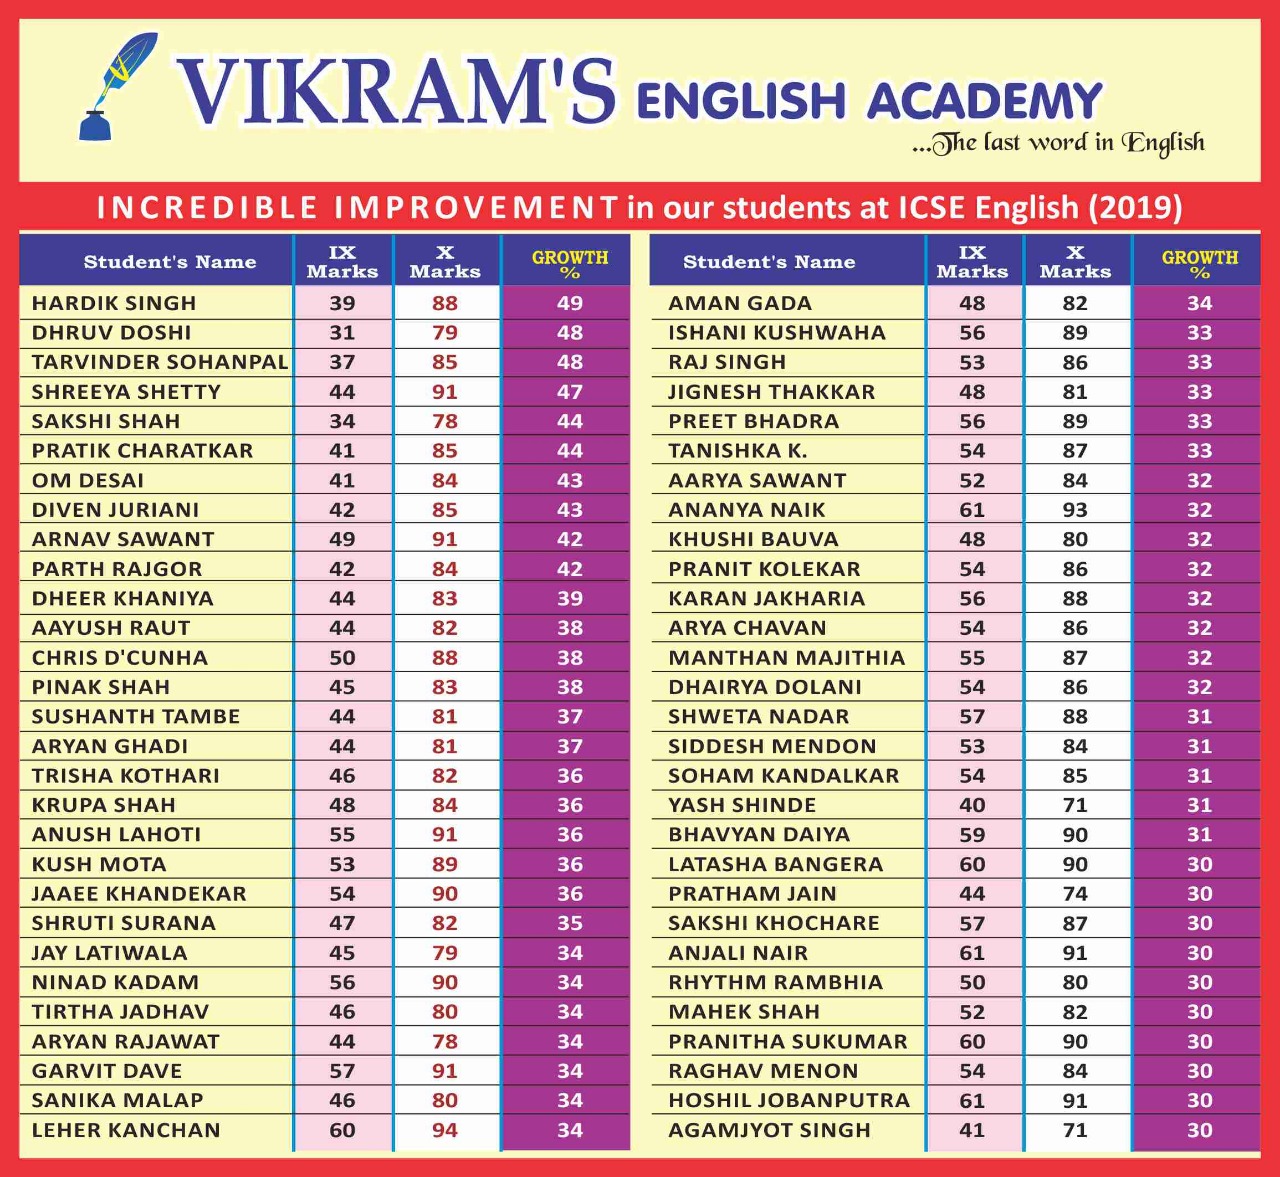 VIKRAM'S ENGLISH ACADEMY
...The last word in English
INCREDIBLE IMPROVEMENT in our students at ICSE English (2019)
Student's Name IX Marks X Marks GROWTH %
HARDIK SINGH 39 88 49
DHRUV DOSHI 31 79 48
TARVINDER SOHANPAL 37 85 48
SHREEYA SHETTY 44 91 47
SAKSHI SHAH 34 78 44
PRATIK CHARATKAR 41 85 44
OM DESAI 41 84 43
DIVEN JURIANI 42 85 43
ARNAV SAWANT 49 91 42
PARTH RAJGOR 42 84 42
DHEER KHANIYA 44 83 39
AAYUSH RAUT 44 82 38
CHRIS D'CUNHA 50 88 38
PINAK SHAH 45 83 38
SUSHANTH TAMBE 44 81 37
ARYAN GHADI 44 81 37
TRISHA KOTHARI 46 82 36
KRUPA SHAH 48 84 36
ANUSH LAHOTI 55 91 36
KUSH MOTA 53 89 36
JAAEE KHANDEKAR 54 90 36
SHRUTI SURANA 47 82 35
JAY LATIWALA 45 79 34
NINAD KADAM 56 90 34
TIRTHA JADHAV 46 80 34
ARYAN RAJAWAT 44 78 34
GARVIT DAVE 57 91 34
SANIKA MALAP 46 80 34
LEHER KANCHAN 60 94 34
Student's Name IX Marks X Marks GROWTH %
AMAN GADA 48 82 34
ISHANI KUSHWAHA 56 89 33
RAJ SINGH 53 86 33
JIGNESH THAKKAR 48 81 33
PREET BHADRA 56 89 33
TANISHKA K. 54 87 33
AARYA SAWANT 52 84 32
ANANYA NAIK 61 93 32
KHUSHI BAUVA 48 80 32
PRANIT KOLEKAR 54 86 32
KARAN JAKHARIA 56 88 32
ARYA CHAVAN 54 86 32
MANTHAN MAJITHIA 55 87 32
DHAIRYA DOLANI 54 86 32
SHWETA NADAR 57 88 31
SIDDESH MENDON 53 84 31
SOHAM KANDALKAR 54 85 31
YASH SHINDE 40 71 31
BHAVYAN DAIYA 59 90 31
LATASHA BANGERA 60 90 30
PRATHAM JAIN 44 74 30
SAKSHI KHOCHARE 57 87 30
ANJALI NAIR 61 91 30
RHYTHM RAMBHIA 50 80 30
MAHEK SHAH 52 82 30
PRANITHA SUKUMAR 60 90 30
RAGHAV MENON 54 84 30
HOSHIL JOBANPUTRA 61 91 30
AGAMJYOT SINGH 41 71 30